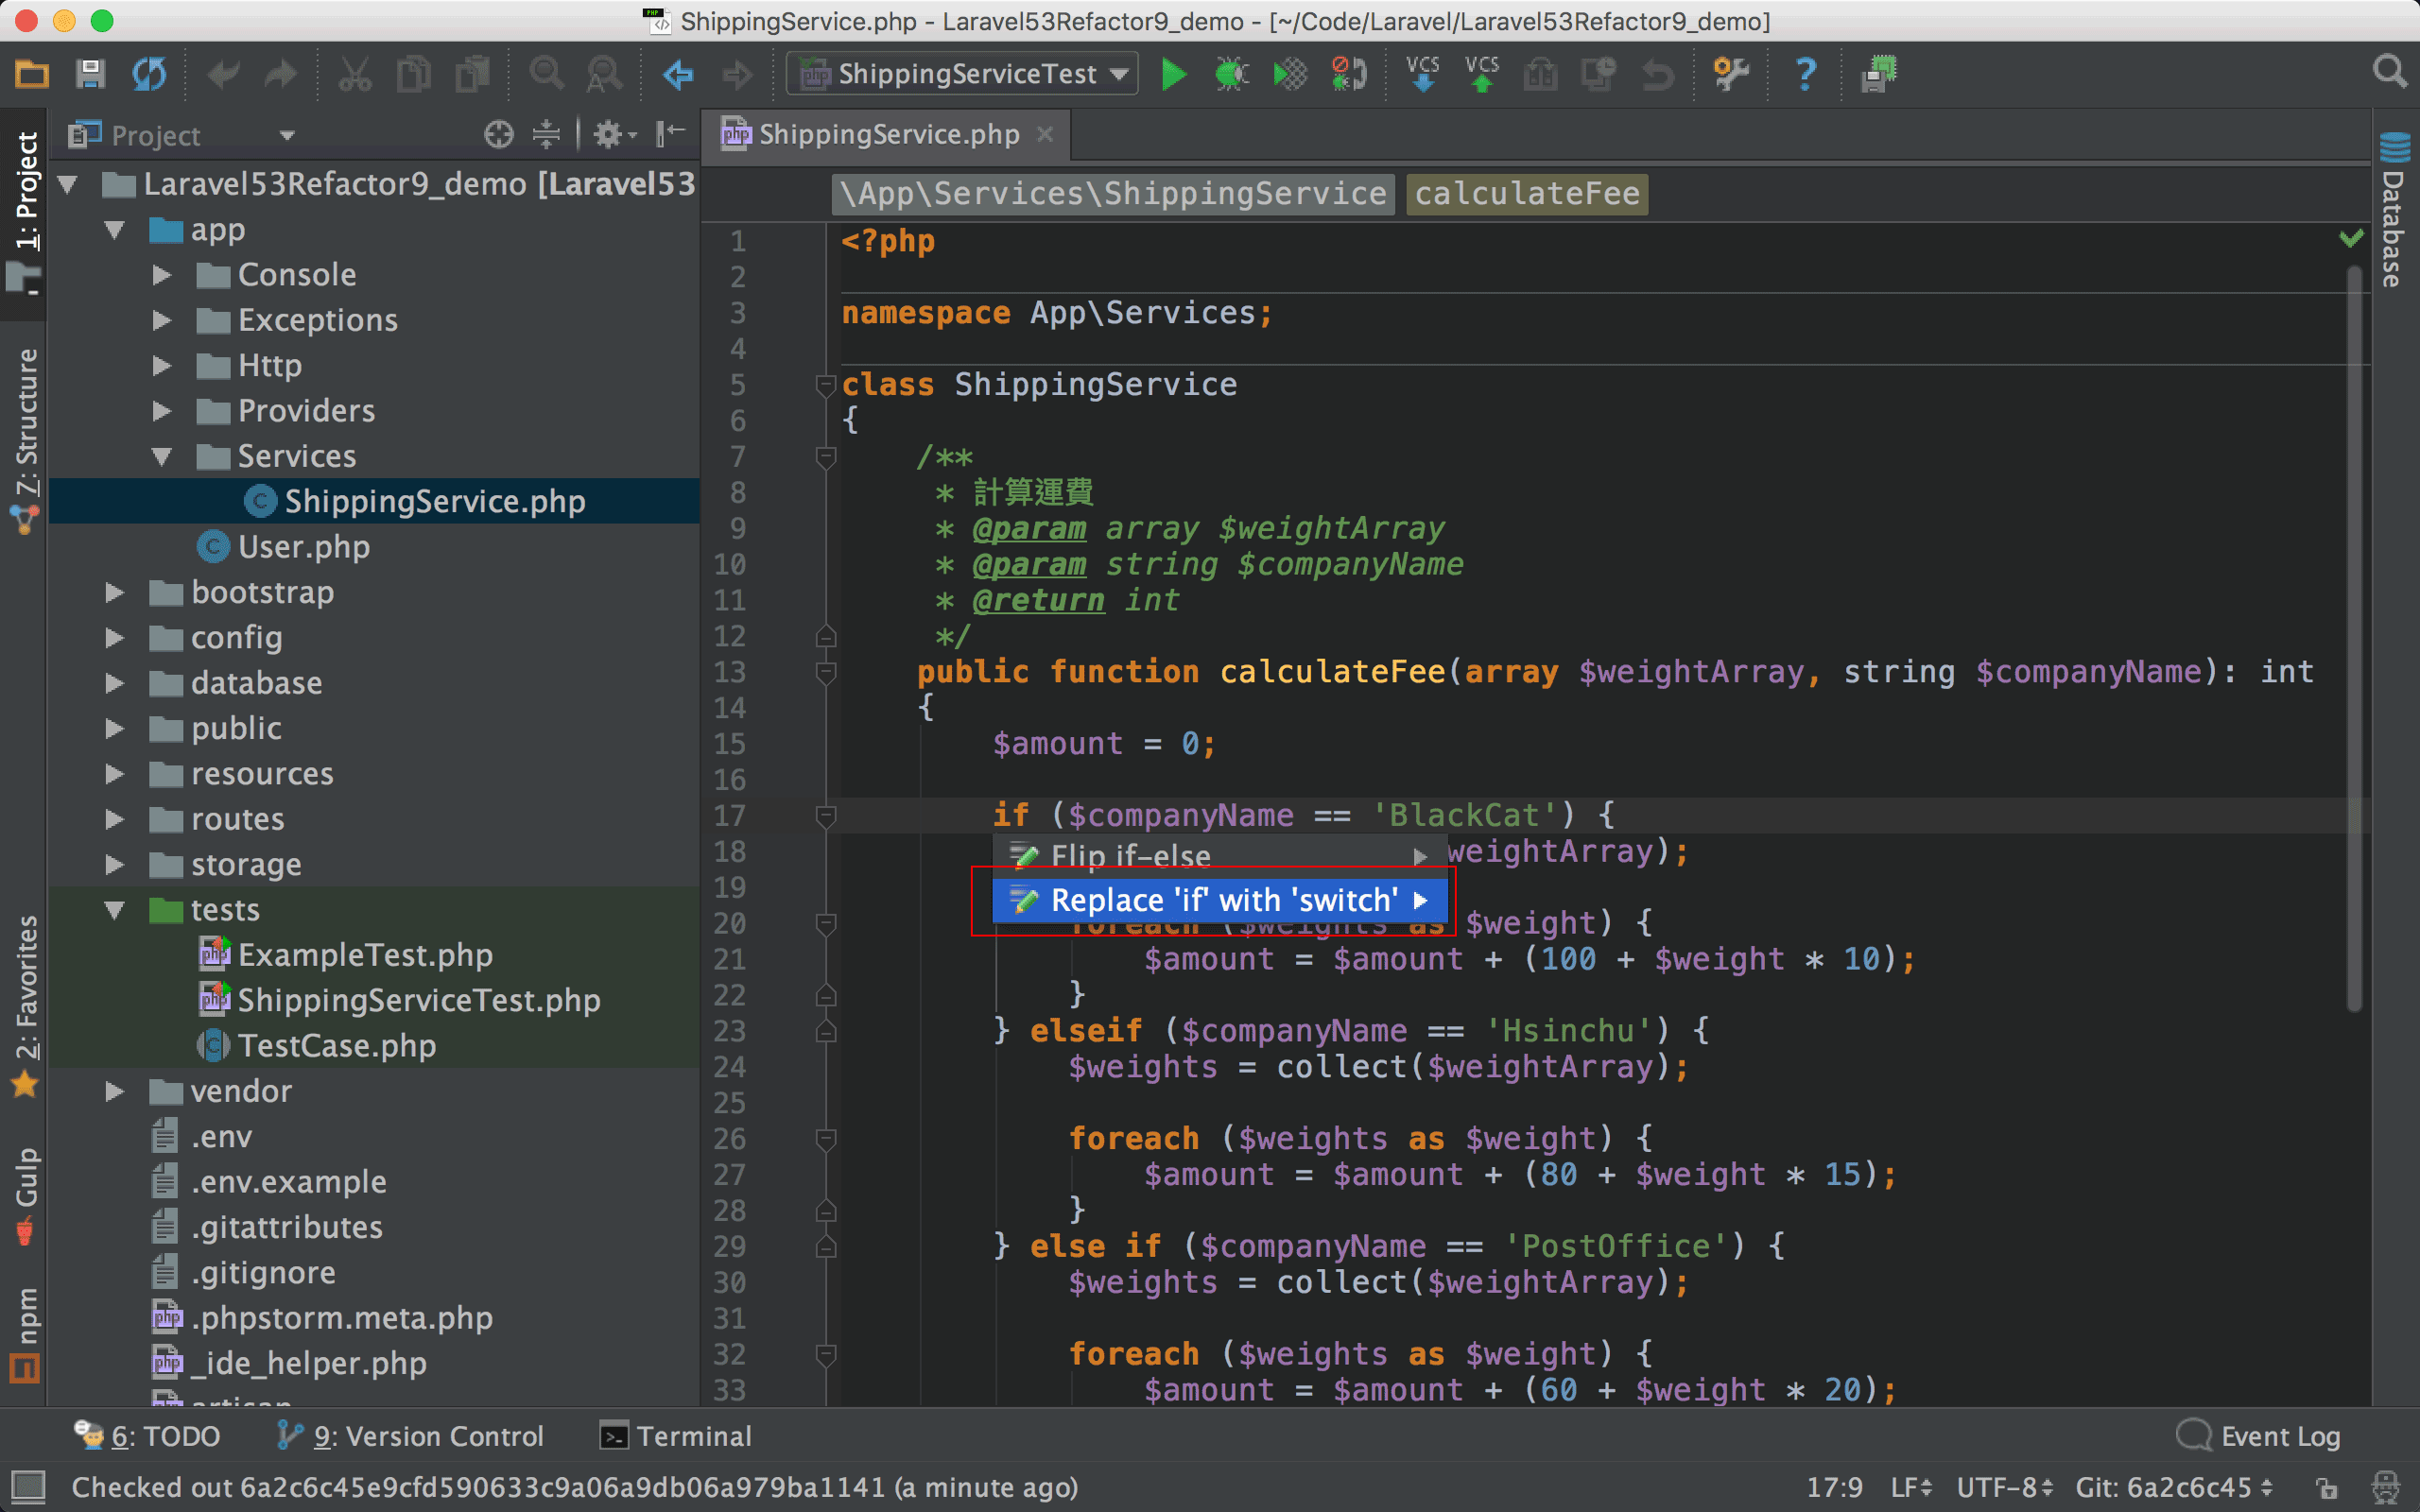 ShippingService.php - Laravel53Refactor9_demo - [~/Code/Laravel/Laravel53Refactor9_demo]
ShippingServiceTest
VCS
VCS
?
Project
ShippingService.php
\App\Services\ShippingService
calculateFee
1: Project
7: Structure
2: Favorites
Gulp
npm
Database
Laravel53Refactor9_demo [Laravel53
app
Console
Exceptions
Http
Providers
Services
ShippingService.php
User.php
bootstrap
config
database
public
resources
routes
storage
tests
ExampleTest.php
ShippingServiceTest.php
TestCase.php
vendor
.env
.env.example
.gitattributes
.gitignore
.phpstorm.meta.php
_ide_helper.php
artisan
1 <?php
2
3 namespace App\Services;
4
5 class ShippingService
6 {
7 /**
8 * 計算運費
9 * @param array $weightArray
10 * @param string $companyName
11 * @return int
12 */
13 public function calculateFee(array $weightArray, string $companyName): int
14 {
15 $amount = 0;
16
17 if ($companyName == 'BlackCat') {
18 weightArray);
Flip if-else
19
Replace 'if' with 'switch'
20 foreach ($weights as $weight) {
21 $amount = $amount + (100 + $weight * 10);
22 }
23 } elseif ($companyName == 'Hsinchu') {
24 $weights = collect($weightArray);
25
26 foreach ($weights as $weight) {
27 $amount = $amount + (80 + $weight * 15);
28 }
29 } else if ($companyName == 'PostOffice') {
30 $weights = collect($weightArray);
31
32 foreach ($weights as $weight) {
33 $amount = $amount + (60 + $weight * 20);
6: TODO
9: Version Control
Terminal
Event Log
Checked out 6a2c6c45e9cfd590633c9a06a9db06a979ba1141 (a minute ago)
17:9
LF
UTF-8
Git: 6a2c6c45